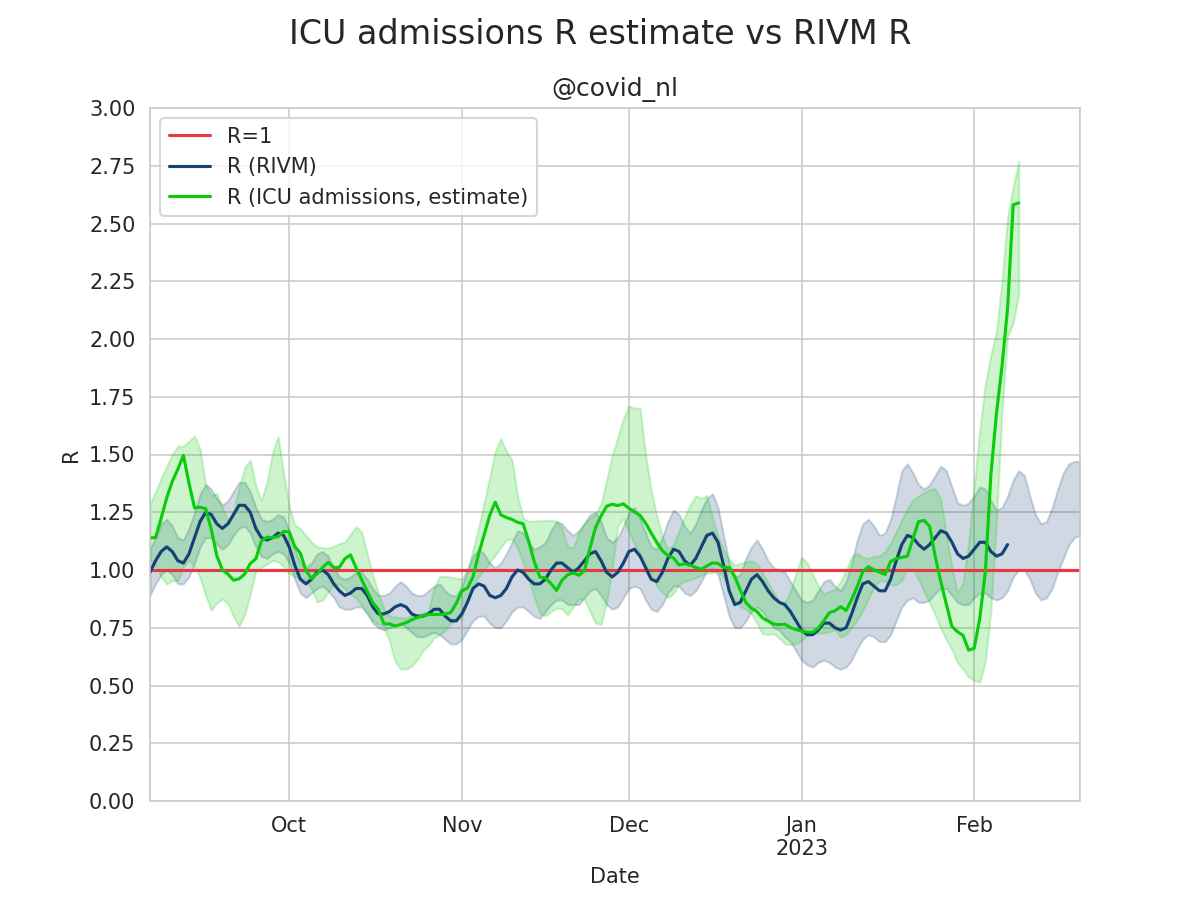 ICU admissions R estimate vs RIVM R
@covid_nl
R=1
R (RIVM)
R (ICU admissions, estimate)
3.00
2.75
2.50
2.25
2.00
1.75
1.50
1.25
1.00
0.75
0.50
0.25
0.00
R
Oct
Nov
Dec
Jan
2023
Feb
Date